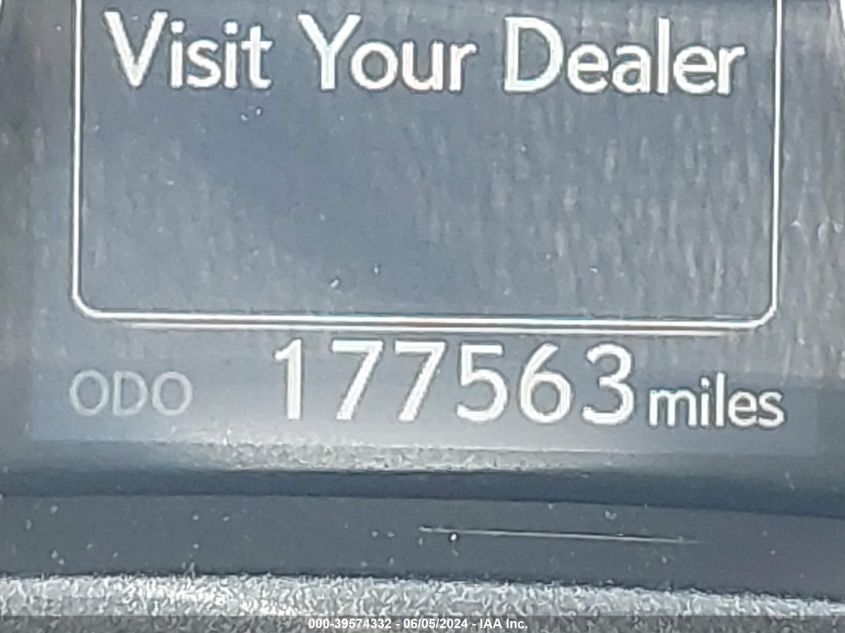 Visit Your Dealer
ODO 177563 miles
000-39574332 - 06/05/2024 - IAA Inc.